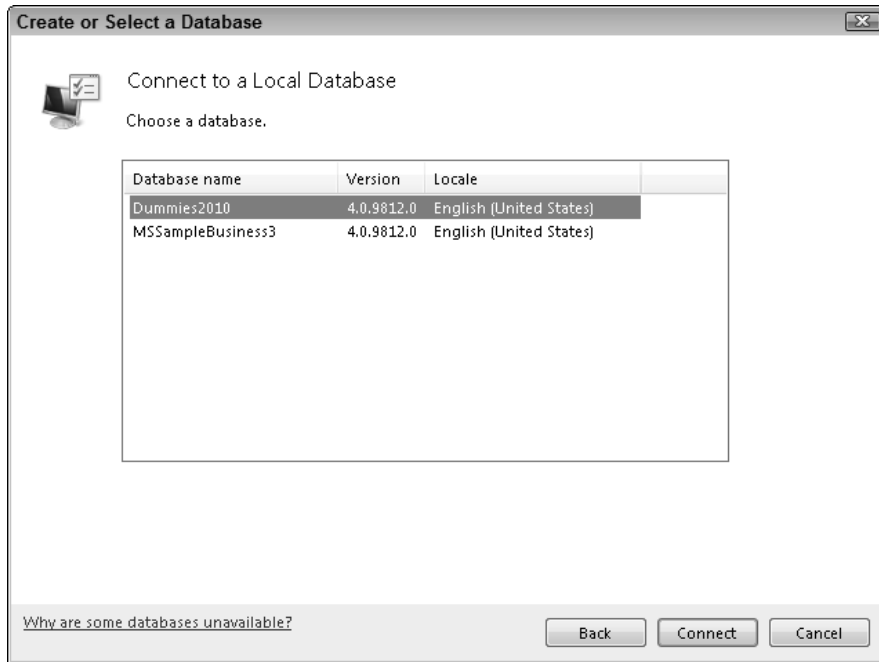 Create or Select a Database
Connect to a Local Database
Choose a database.
Database name Version Locale
Dummies2010 4.0.9812.0 English (United States)
MSSampleBusiness3 4.0.9812.0 English (United States)
Why are some databases unavailable?
Back Connect Cancel